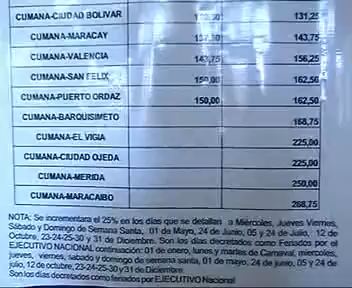 CUMANA-CIUDAD BOLIVAR 131,25
CUMANA-MARACAY 137,50 143,75
CUMANA-VALENCIA 143,75 156,25
CUMANA-SAN FELIX 150,00 162,50
CUMANA-PUERTO ORDAZ 150,00 162,50
CUMANA-BARQUISIMETO 168,75
CUMANA-EL VIGIA 225,00
CUMANA-CIUDAD OJEDA 225,00
CUMANA-MERIDA 250,00
CUMANA-MARACAIBO 268,75
NOTA: Se incrementara el 25% en los días que se detallan a Miércoles, Jueves Viernes,
Sábado y Domingo de Semana Santa, 01 de Mayo, 24 de Junio, 05 y 24 de Julio, 12 de
Octubre, 23-24-25-30 y 31 de Diciembre. Son los días decretados como Feriados por el
EJECUTIVO NACIONAL continuación: 01 de enero, lunes y martes de Carnaval, miercoles,
jueves, viernes, sabado y domingo de semana santa, 01 de mayo, 24 de junio, 05 y 24 de
julio, 12 de octubre, 23-24-25-30 y 31 de Diciembre
Son los días decretados como feriados por EJECUTIVO Nacional